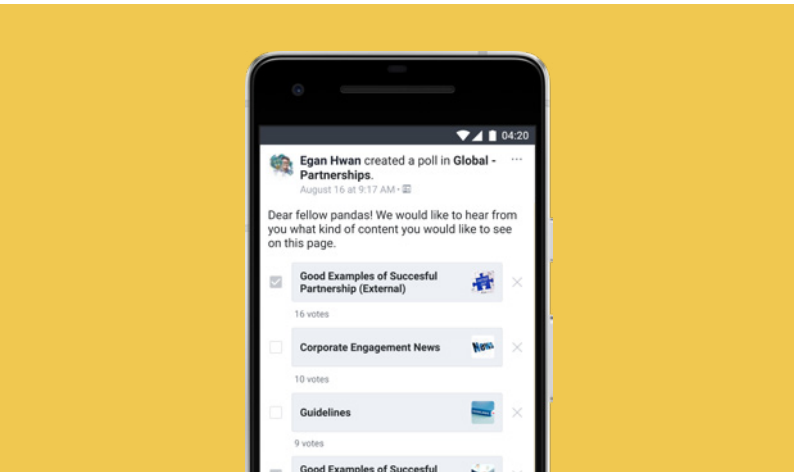 04:20
Egan Hwan created a poll in Global -
Partnerships.
August 16 at 9:17 AM •
Dear fellow pandas! We would like to hear from
you what kind of content you would like to see
on this page.
Good Examples of Succesful
Partnership (External)
16 votes
Corporate Engagement News
News
10 votes
Guidelines
9 votes
Good Examples of Succesful